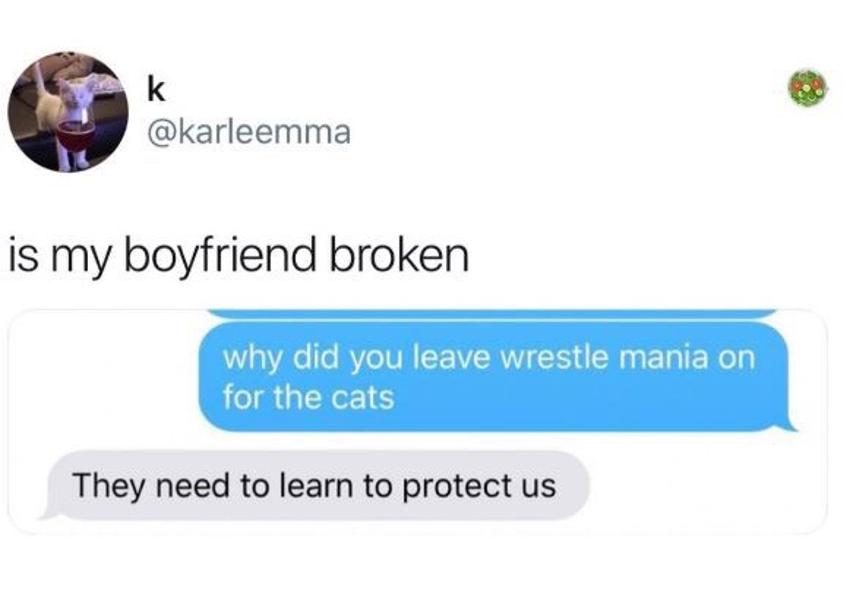 k
@karleemma
is my boyfriend broken
why did you leave wrestle mania on
for the cats
They need to learn to protect us